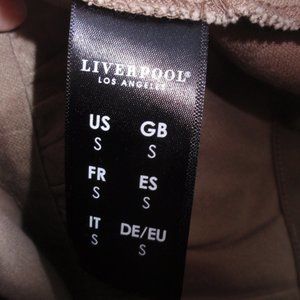 LIVERPOOL
LOS ANGELES
US GB
S S
FR ES
S S
IT DE/EU
S S